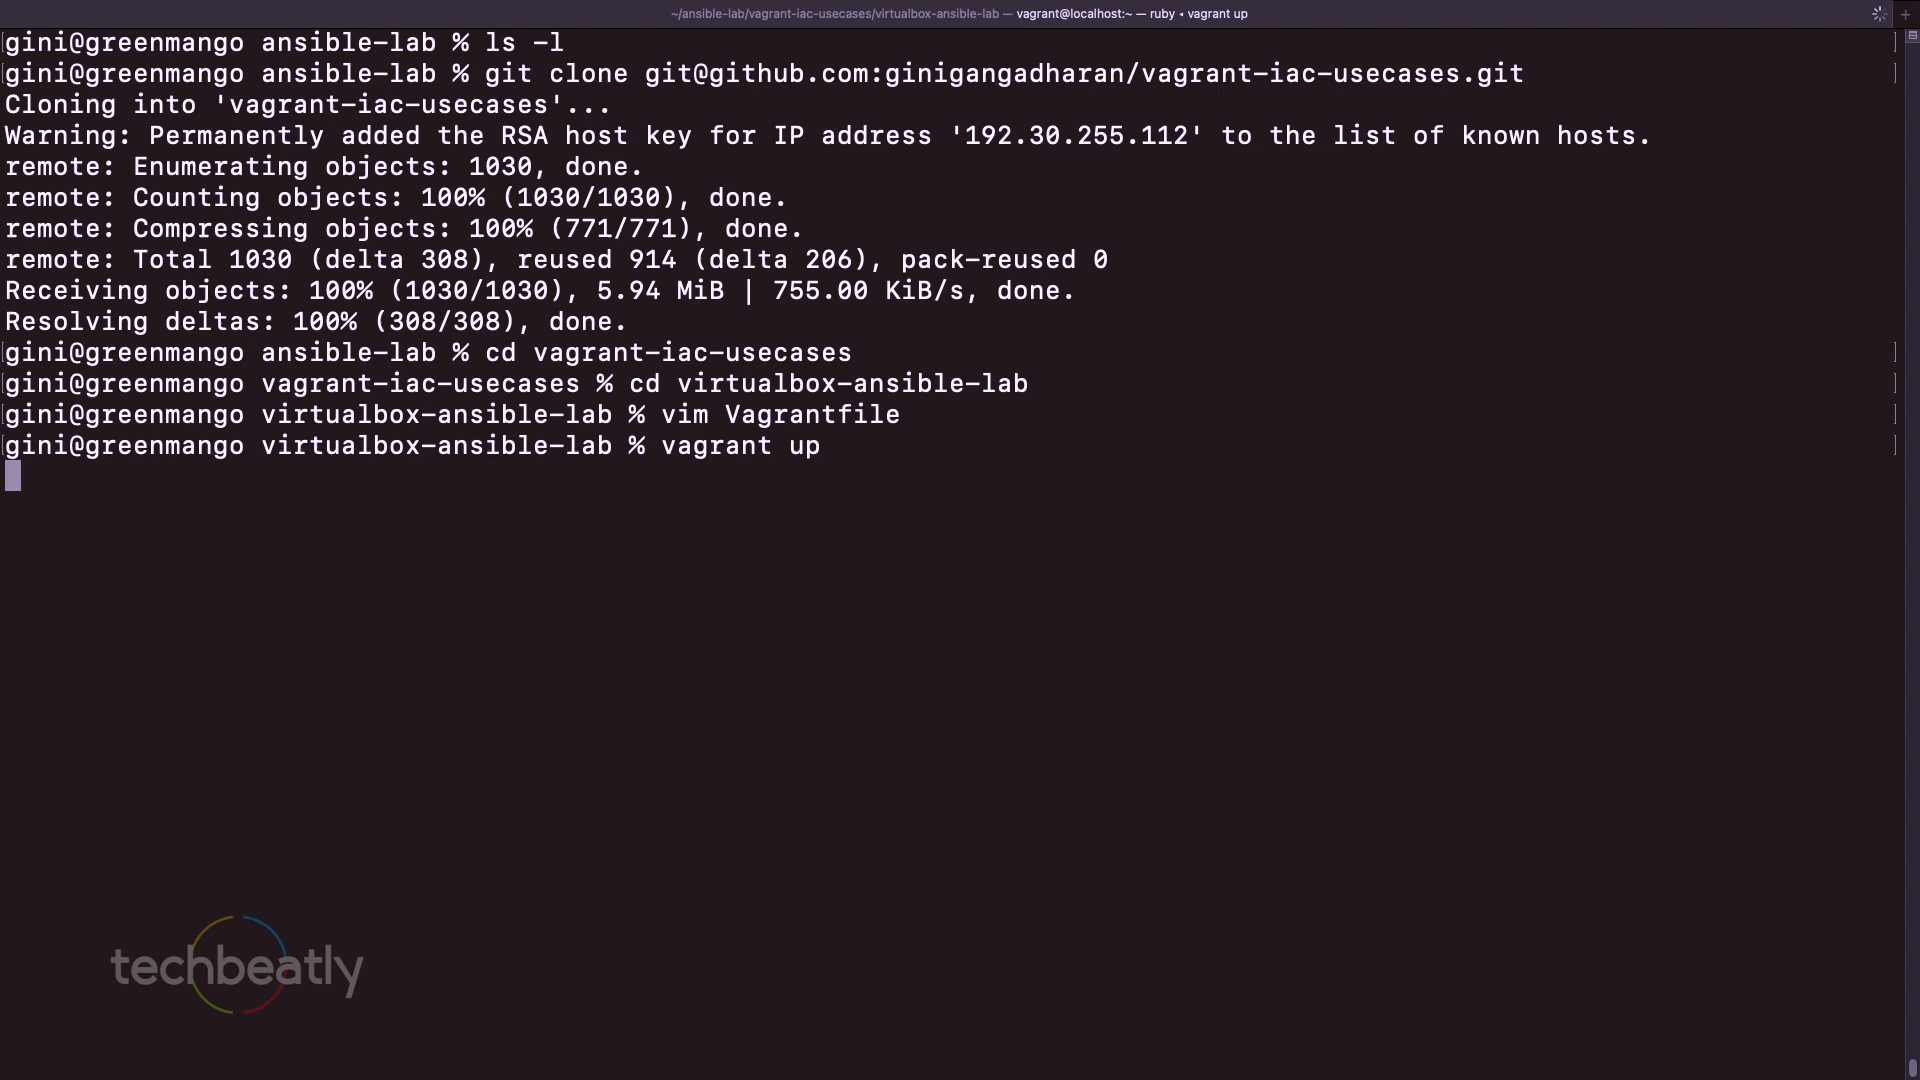 ~/ansible-lab/vagrant-iac-usecases/virtualbox-ansible-lab — vagrant@localhost:~ — ruby ◂ vagrant up
gini@greenmango ansible-lab % ls -l
gini@greenmango ansible-lab % git clone git@github.com:ginigangadharan/vagrant-iac-usecases.git
Cloning into 'vagrant-iac-usecases'...
Warning: Permanently added the RSA host key for IP address '192.30.255.112' to the list of known hosts.
remote: Enumerating objects: 1030, done.
remote: Counting objects: 100% (1030/1030), done.
remote: Compressing objects: 100% (771/771), done.
remote: Total 1030 (delta 308), reused 914 (delta 206), pack-reused 0
Receiving objects: 100% (1030/1030), 5.94 MiB | 755.00 KiB/s, done.
Resolving deltas: 100% (308/308), done.
gini@greenmango ansible-lab % cd vagrant-iac-usecases
gini@greenmango vagrant-iac-usecases % cd virtualbox-ansible-lab
gini@greenmango virtualbox-ansible-lab % vim Vagrantfile
gini@greenmango virtualbox-ansible-lab % vagrant up
techbeatly